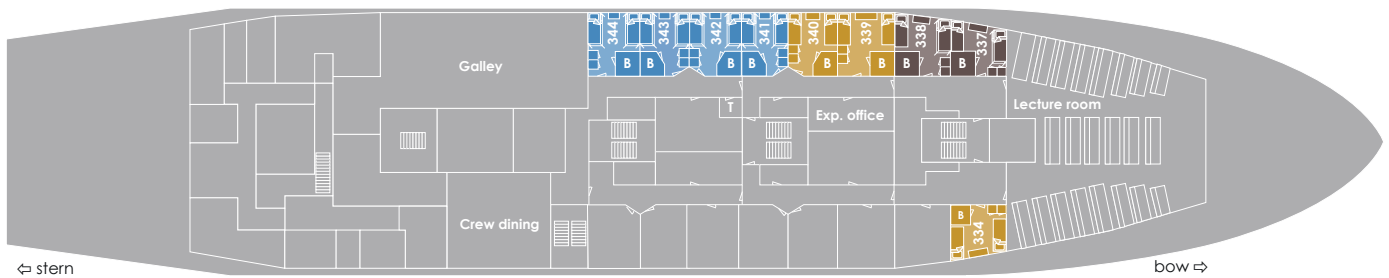 344
343
342
341
340
339
338
337
B
B
B
B
B
B
B
B
Galley
T
Exp. office
Lecture room
Crew dining
B
334
⇦ stern
bow ⇨